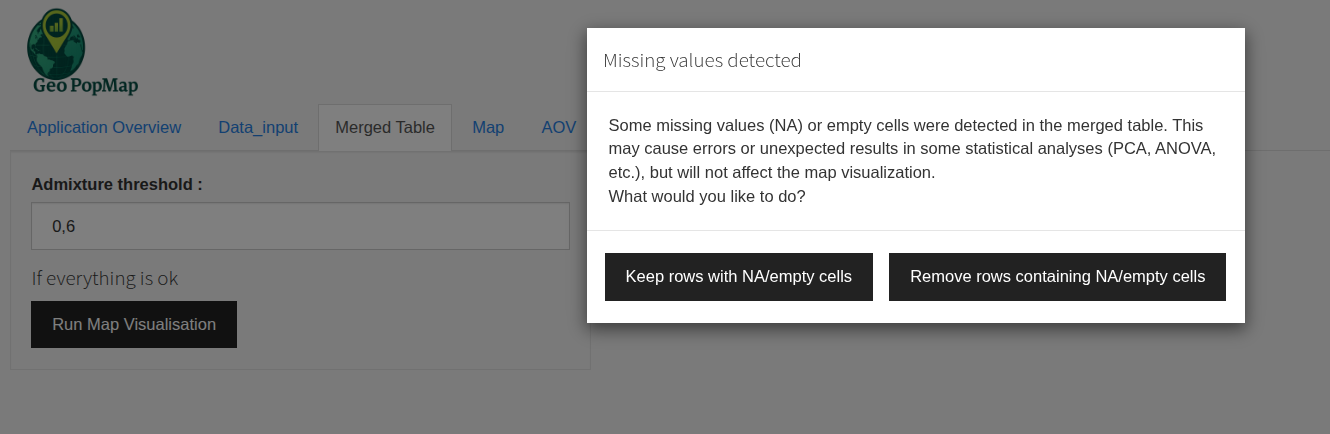 Geo PopMap
Application Overview Data_input Merged Table Map AOV
Admixture threshold :
0,6
If everything is ok
Run Map Visualisation
Missing values detected
Some missing values (NA) or empty cells were detected in the merged table. This
may cause errors or unexpected results in some statistical analyses (PCA, ANOVA,
etc.), but will not affect the map visualization.
What would you like to do?
Keep rows with NA/empty cells Remove rows containing NA/empty cells